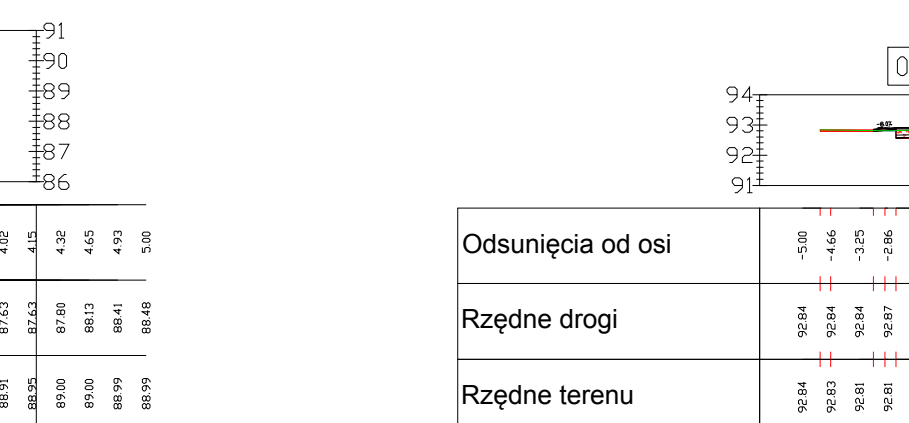 91
90
89
88
87
86
4.02 4.15 4.32 4.65 4.93 5.00
87.63 87.63 87.80 88.13 88.41 88.48
88.91 88.95 89.00 89.00 88.99 88.99
0
94
93
92
91
Odsunięcia od osi -5.00 -4.66 -3.25 -2.86
Rzędne drogi 92.84 92.84 92.84 92.87
Rzędne terenu 92.84 92.83 92.81 92.81